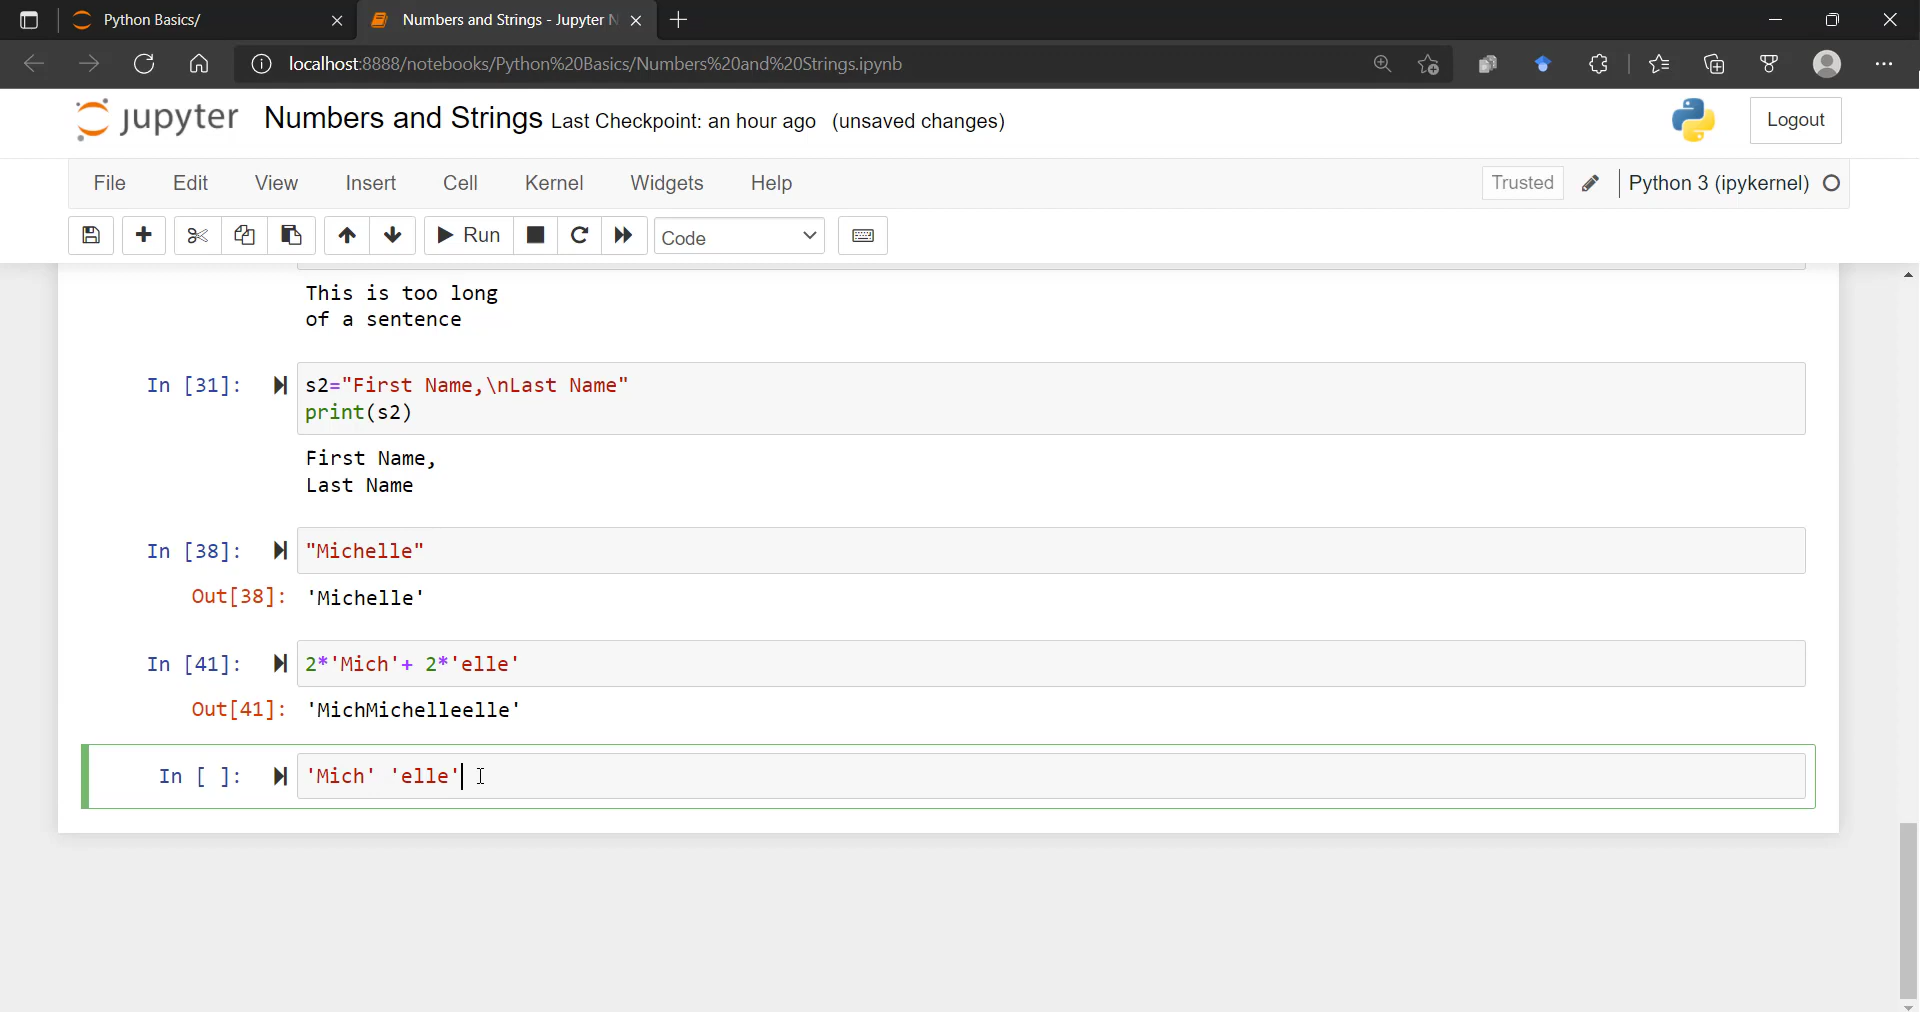 Python Basics/
Numbers and Strings - Jupyter N
localhost:8888/notebooks/Python%20Basics/Numbers%20and%20Strings.ipynb
jupyter Numbers and Strings Last Checkpoint: an hour ago (unsaved changes)
Logout
File Edit View Insert Cell Kernel Widgets Help
Trusted Python 3 (ipykernel)
Run Code
This is too long
of a sentence
In [31]: s2="First Name,\nLast Name"
print(s2)
First Name,
Last Name
In [38]: "Michelle"
Out[38]: 'Michelle'
In [41]: 2*'Mich'+ 2*'elle'
Out[41]: 'MichMichelleelle'
In [ ]: 'Mich' 'elle'